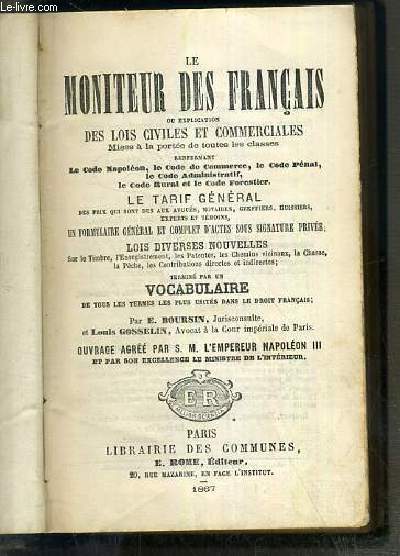 LE
MONITEUR DES FRANÇAIS
OU EXPLICATION
DES LOIS CIVILES ET COMMERCIALES
Mises à la portée de toutes les classes
RENFERMANT
Le Code Napoléon, le Code de Commerce, le Code Pénal,
le Code Administratif,
le Code Rural et le Code Forestier.
LE TARIF GÉNÉRAL
DES FRAIS QUI SONT DUS AUX AVOUÉS, NOTAIRES, GREFFIERS, HUISSIERS,
EXPERTS ET TÉMOINS,
UN FORMULAIRE GÉNÉRAL ET COMPLET D'ACTES SOUS SIGNATURE PRIVÉE;
LOIS DIVERSES NOUVELLES
Sur le Timbre, l'Enregistrement, les Patentes, les Chemins vicinaux, la Chasse,
la Pêche, les Contributions directes et indirectes;
TERMINÉ PAR UN
VOCABULAIRE
DE TOUS LES TERMES LES PLUS USITÉS DANS LE DROIT FRANÇAIS;
Par E. BOURSIN, Jurisconsulte,
et Louis GOSSELIN, Avocat à la Cour impériale de Paris.
OUVRAGE AGRÉÉ PAR S. M. L'EMPEREUR NAPOLÉON III
ET PAR SON EXCELLENCE LE MINISTRE DE L'INTÉRIEUR.
ER
PARIS
LIBRAIRIE DES COMMUNES,
E. ROME, Éditeur,
20, RUE MAZARINE, EN FACE L'INSTITUT.
1867
Le-Livre.com